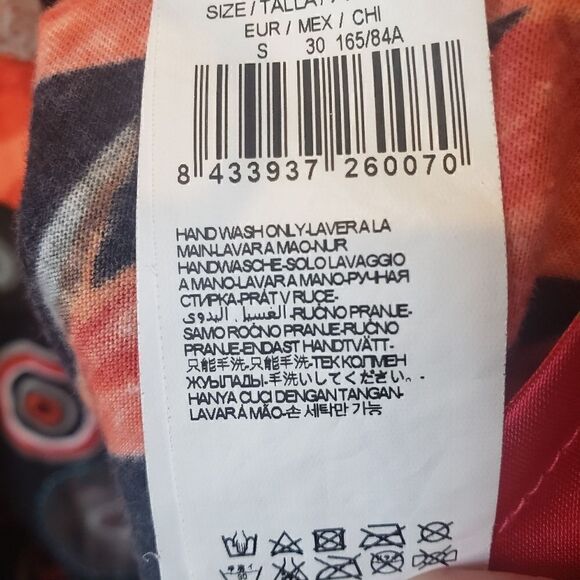 SIZE / TALLA /
EUR / MEX / CHI
S 30 165/84A
8 433937 260070
HAND WASH ONLY-LAVER A LA
MAIN-LAVAR A MAO-NUR
HANDWASCHE-SOLO LAVAGGIO
A MANO-LAVAR A MANO-РУЧНАЯ
СТИРКА-PRÁT V RUCE-
الغسيل اليدوي-RUČNO PRANJE-
SAMO ROČNO PRANJE-RUČNO
PRANJE-ENDAST HANDTVÄTT-
只能手洗-只能手洗-ТЕК ҚОЛМЕН
ЖУЫЛАДЫ-手洗いしてください。-
HANYA CUCI DENGAN TANGAN-
LAVAR À MÃO-손 세탁만 가능